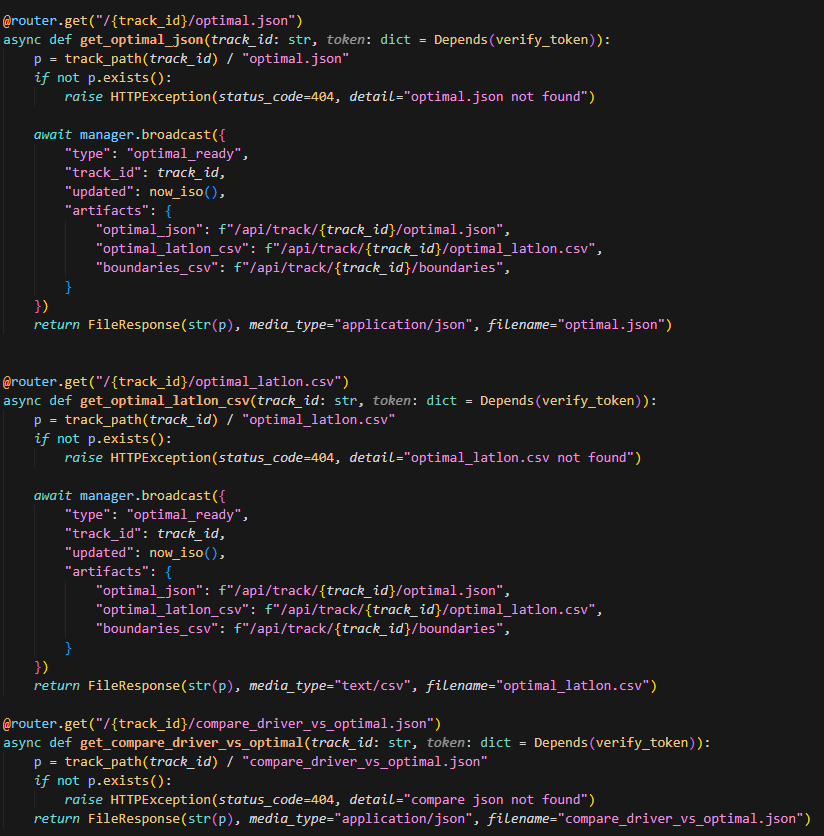 @router.get("/{track_id}/optimal.json")
async def get_optimal_json(track_id: str, token: dict = Depends(verify_token)):
    p = track_path(track_id) / "optimal.json"
    if not p.exists():
        raise HTTPException(status_code=404, detail="optimal.json not found")

    await manager.broadcast({
        "type": "optimal_ready",
        "track_id": track_id,
        "updated": now_iso(),
        "artifacts": {
            "optimal_json": f"/api/track/{track_id}/optimal.json",
            "optimal_latlon_csv": f"/api/track/{track_id}/optimal_latlon.csv",
            "boundaries_csv": f"/api/track/{track_id}/boundaries",
        }
    })
    return FileResponse(str(p), media_type="application/json", filename="optimal.json")


@router.get("/{track_id}/optimal_latlon.csv")
async def get_optimal_latlon_csv(track_id: str, token: dict = Depends(verify_token)):
    p = track_path(track_id) / "optimal_latlon.csv"
    if not p.exists():
        raise HTTPException(status_code=404, detail="optimal_latlon.csv not found")

    await manager.broadcast({
        "type": "optimal_ready",
        "track_id": track_id,
        "updated": now_iso(),
        "artifacts": {
            "optimal_json": f"/api/track/{track_id}/optimal.json",
            "optimal_latlon_csv": f"/api/track/{track_id}/optimal_latlon.csv",
            "boundaries_csv": f"/api/track/{track_id}/boundaries",
        }
    })
    return FileResponse(str(p), media_type="text/csv", filename="optimal_latlon.csv")

@router.get("/{track_id}/compare_driver_vs_optimal.json")
async def get_compare_driver_vs_optimal(track_id: str, token: dict = Depends(verify_token)):
    p = track_path(track_id) / "compare_driver_vs_optimal.json"
    if not p.exists():
        raise HTTPException(status_code=404, detail="compare json not found")
    return FileResponse(str(p), media_type="application/json", filename="compare_driver_vs_optimal.json")